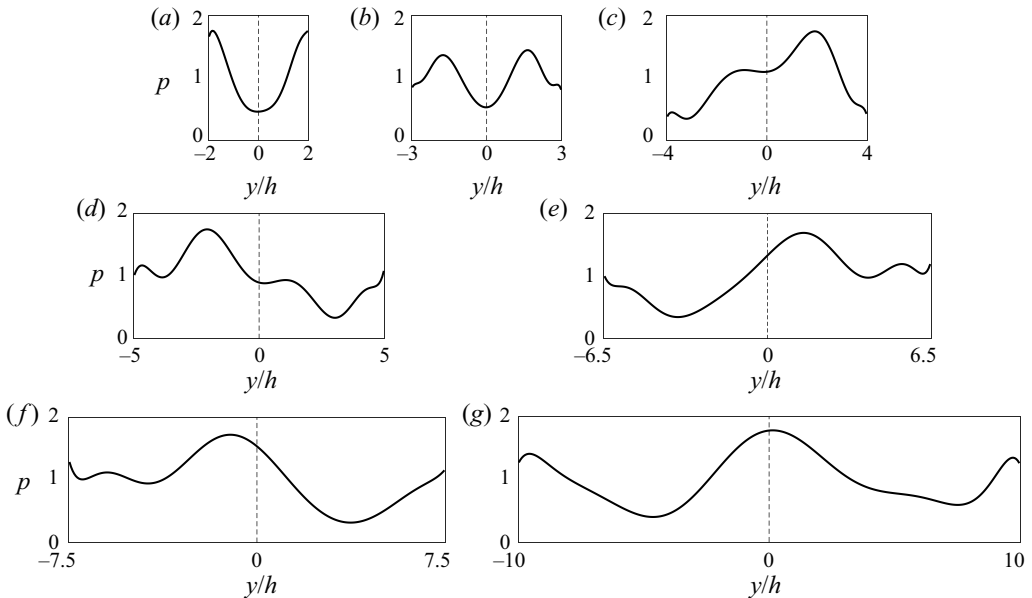 (a) 2 (b) 2 (c) 2
p 1 1 1
0 0 0
–2 0 2 –3 0 3 –4 0 4
y/h y/h y/h
(d) 2 (e) 2
p 1 1
0 0
–5 0 5 –6.5 0 6.5
y/h y/h
(f) 2 (g) 2
p 1 1
0 0
–7.5 0 7.5 –10 0 10
y/h y/h